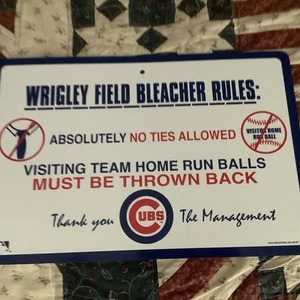 WRIGLEY FIELD BLEACHER RULES:
ABSOLUTELY NO TIES ALLOWED
VISITOR HOME
RUN BALL
VISITING TEAM HOME RUN BALLS
MUST BE THROWN BACK
Thank you CUBS The Management